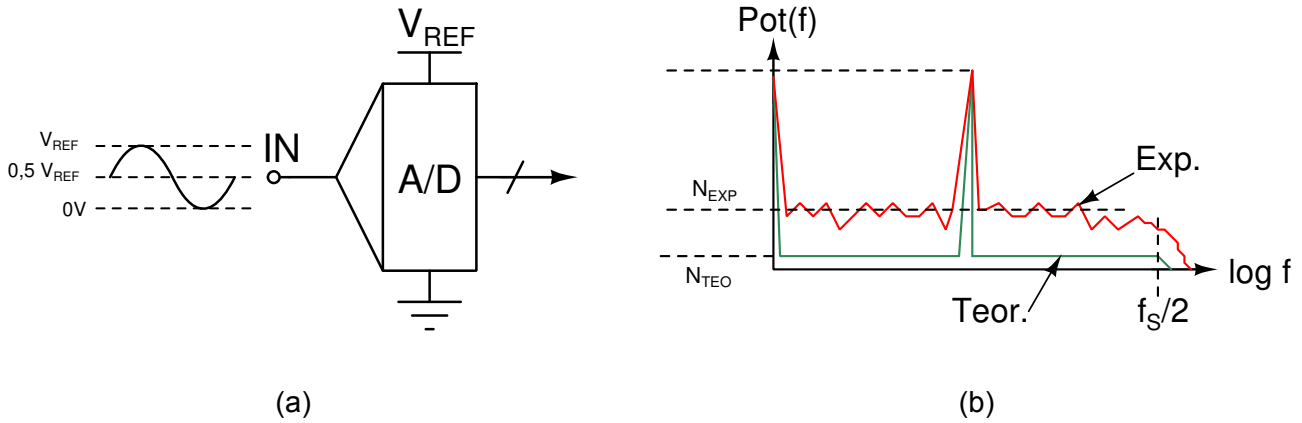 V_REF
V_REF
0,5 V_REF
0V
IN
A/D
(a)
Pot(f)
N_EXP
N_TEO
Exp.
Teor.
log f
f_S/2
(b)